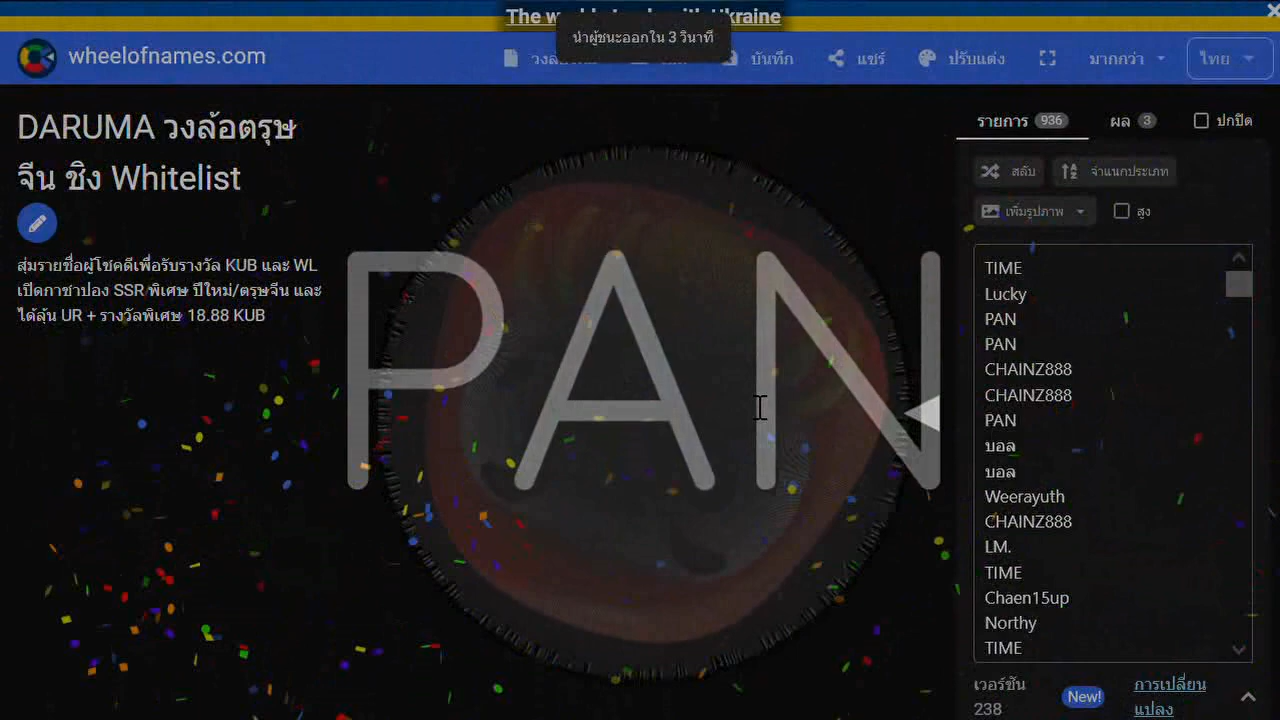 The world stands with Ukraine
นำผู้ชนะออกใน 3 วินาที
wheelofnames.com
บันทึก
แชร์
ปรับแต่ง
มากกว่า
ไทย
DARUMA วงล้อตรุษ
จีน ชิง Whitelist
สุ่มรายชื่อผู้โชคดีเพื่อรับรางวัล KUB และ WL
เปิดกาชาปอง SSR พิเศษ ปีใหม่/ตรุษจีน และ
ได้ลุ้น UR + รางวัลพิเศษ 18.88 KUB
PAN
รายการ 936
ผล 3
ปกปิด
สลับ
จำแนกประเภท
เพิ่มรูปภาพ
สูง
TIME
Lucky
PAN
PAN
CHAINZ888
CHAINZ888
PAN
บอล
บอล
Weerayuth
CHAINZ888
LM.
TIME
Chaen15up
Northy
TIME
เวอร์ชัน
238
New!
การเปลี่ยน
แปลง